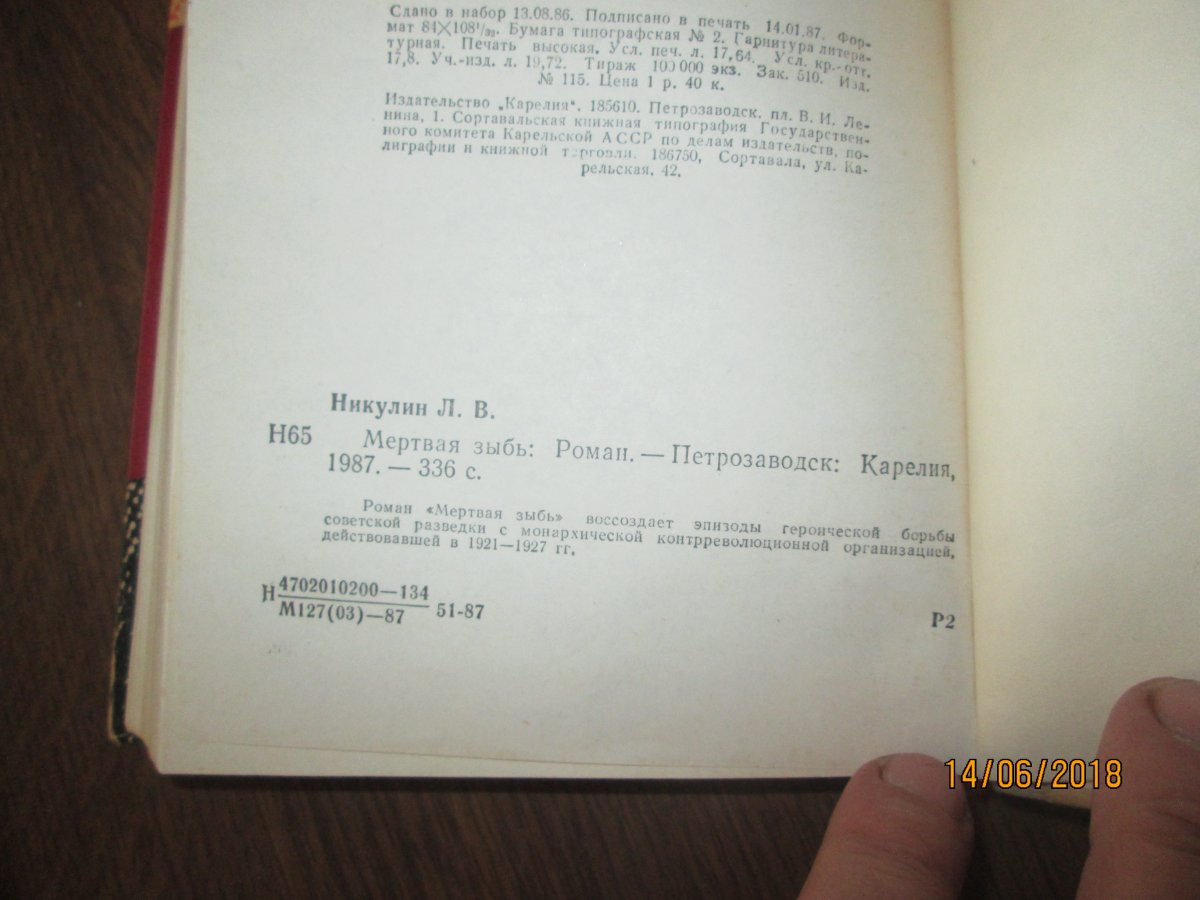 Сдано в набор 13.08.86. Подписано в печать 14.01.87. Фор-
мат 84×108¹/₃₂. Бумага типографская № 2. Гарнитура литера-
турная. Печать высокая. Усл. печ. л. 17,64. Усл. кр.-отт.
17,8. Уч.-изд. л. 19,72. Тираж 100 000 экз. Зак. 510. Изд.
№ 115. Цена 1 р. 40 к.
Издательство „Карелия“. 185610. Петрозаводск, пл. В. И. Ле-
нина, 1. Сортавальская книжная типография Государствен-
ного комитета Карельской АССР по делам издательств, по-
лиграфии и книжной торговли. 186750, Сортавала, ул. Ка-
рельская, 42.
Никулин Л. В.
Н65 Мертвая зыбь: Роман. — Петрозаводск: Карелия,
1987. — 336 с.
Роман «Мертвая зыбь» воссоздает эпизоды героической борьбы
советской разведки с монархической контрреволюционной организацией,
действовавшей в 1921—1927 гг.
Н 4702010200—134
М127(03)—87 51-87
Р2
14/06/2018